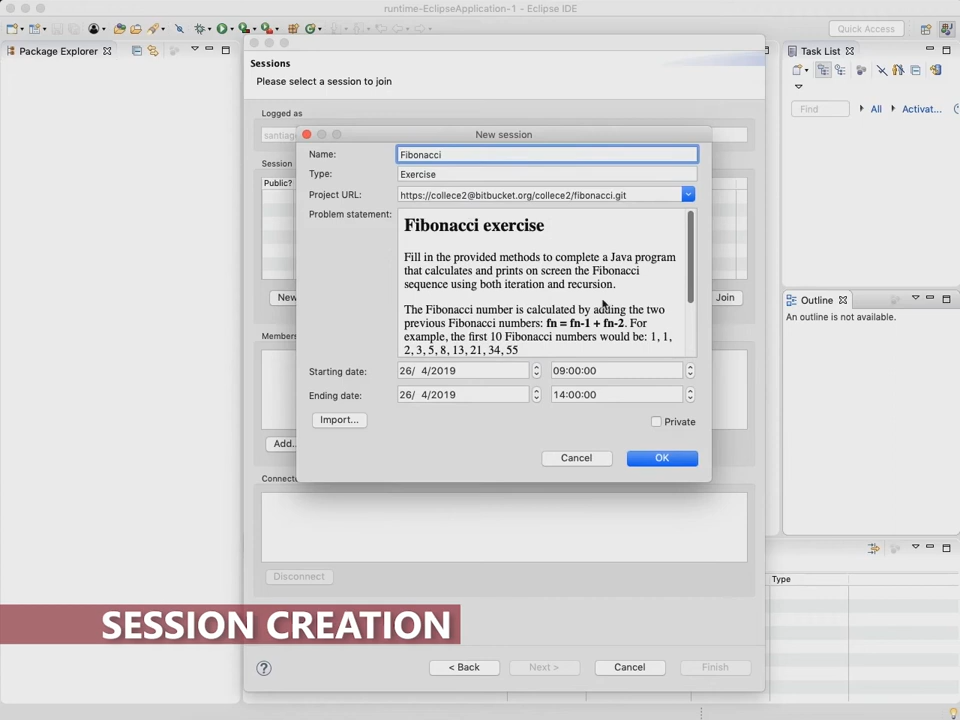 runtime-EclipseApplication-1 - Eclipse IDE
Quick Access
Package Explorer
Task List
Find
All
Activat...
Outline
An outline is not available.
Sessions
Please select a session to join
Logged as
santiag
Session
Public?
New
Join
Members
Add..
Connecte
Disconnect
New session
Name:
Fibonacci
Type:
Exercise
Project URL:
https://collece2@bitbucket.org/collece2/fibonacci.git
Problem statement:
Fibonacci exercise
Fill in the provided methods to complete a Java program
that calculates and prints on screen the Fibonacci
sequence using both iteration and recursion.
The Fibonacci number is calculated by adding the two
previous Fibonacci numbers: fn = fn-1 + fn-2. For
example, the first 10 Fibonacci numbers would be: 1, 1,
2, 3, 5, 8, 13, 21, 34, 55
Starting date:
26/ 4/2019
09:00:00
Ending date:
26/ 4/2019
14:00:00
Import...
Private
Cancel
OK
Type
SESSION CREATION
?
< Back
Next >
Cancel
Finish